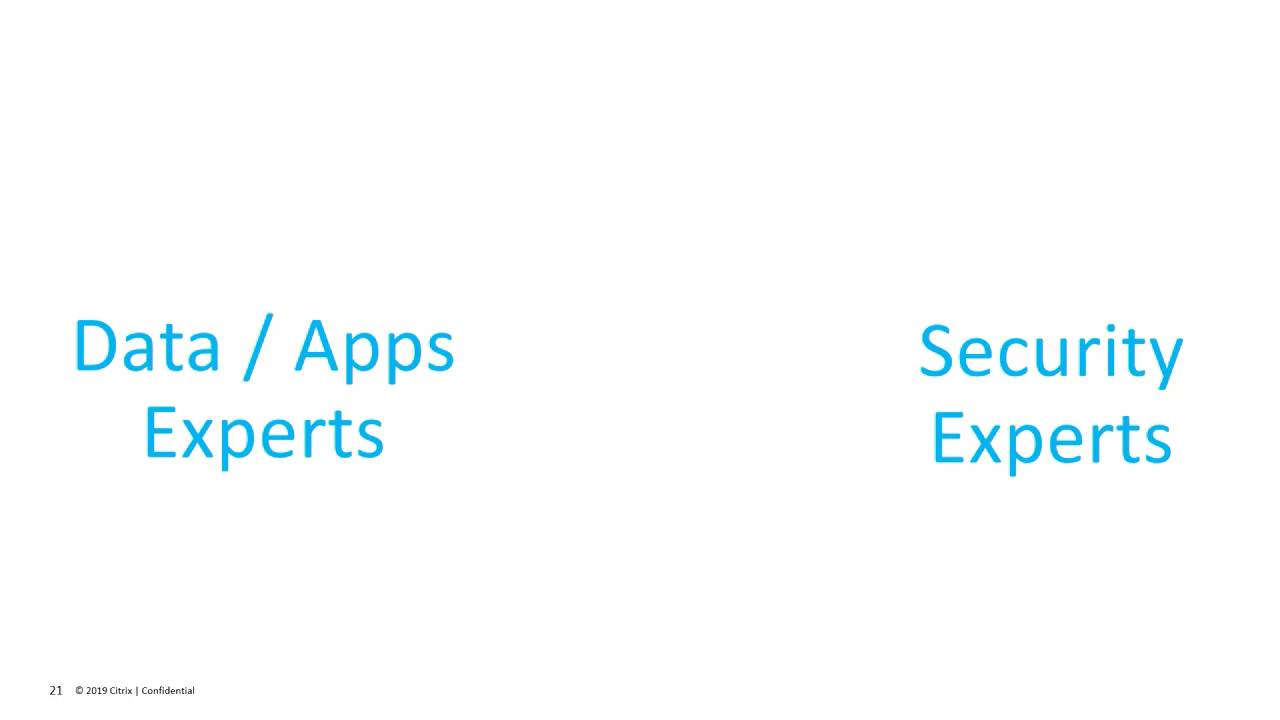 Data / Apps
Experts
Security
Experts
21 © 2019 Citrix | Confidential